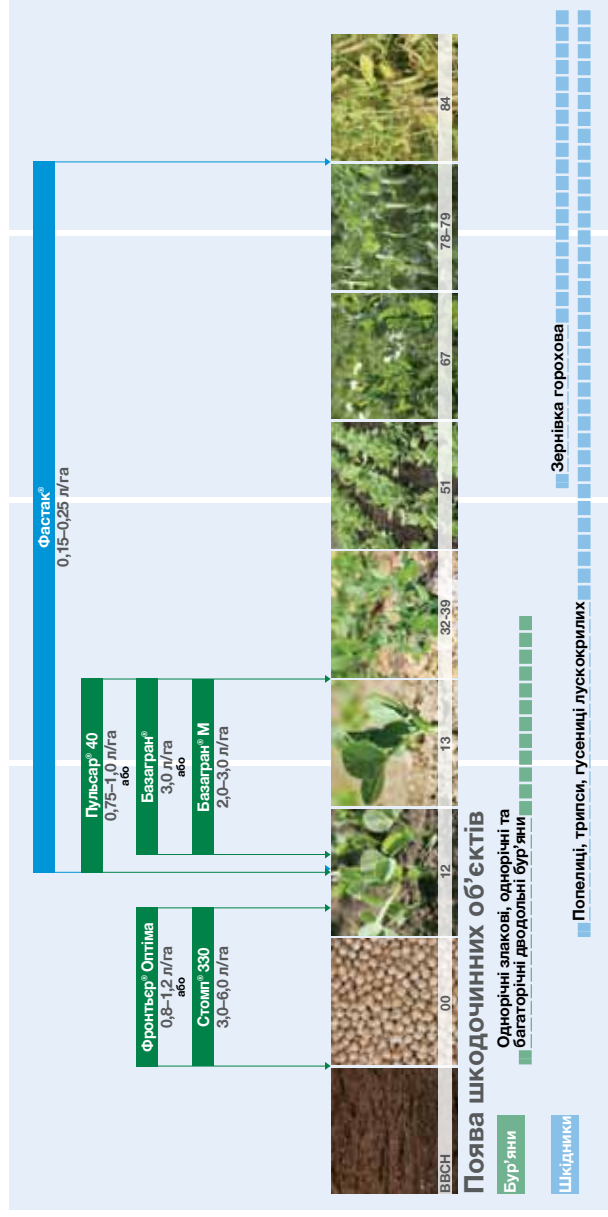 Фастак®
0,15–0,25 л/га
Пульсар® 40
0,75–1,0 л/га
або
Фронтьєр® Оптіма
0,8–1,2 л/га
або
Базагран®
3,0 л/га
або
Стомп® 330
3,0–6,0 л/га
Базагран® М
2,0–3,0 л/га
ВВСН 00 12 13 32-39 51 67 78–79 84
Поява шкодочинних об’єктів
Бур’яни
Однорічні злакові, однорічні та
багаторічні дводольні бур’яни
Шкідники
Зернівка горохова
Попелиці, трипси, гусениці лускокрилих